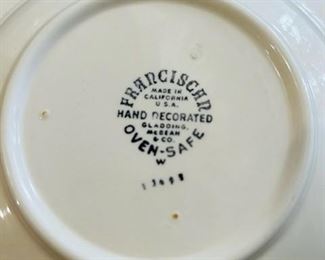 FRANCISCAN
MADE IN
CALIFORNIA
U.S.A.
HAND DECORATED
GLADDING,
McBEAN
& CO.
OVEN-SAFE
W